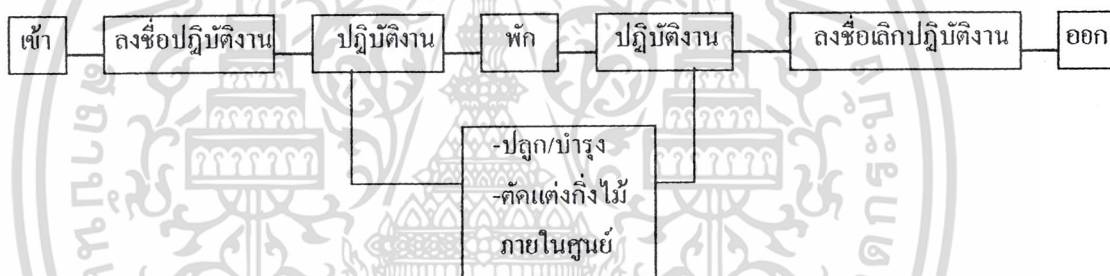 เข้า
ลงชื่อปฏิบัติงาน
ปฏิบัติงาน
พัก
ปฏิบัติงาน
ลงชื่อเลิกปฏิบัติงาน
ออก
-ปลูก/บำรุง
-ตัดแต่งกิ่งไม้
ภายในศูนย์